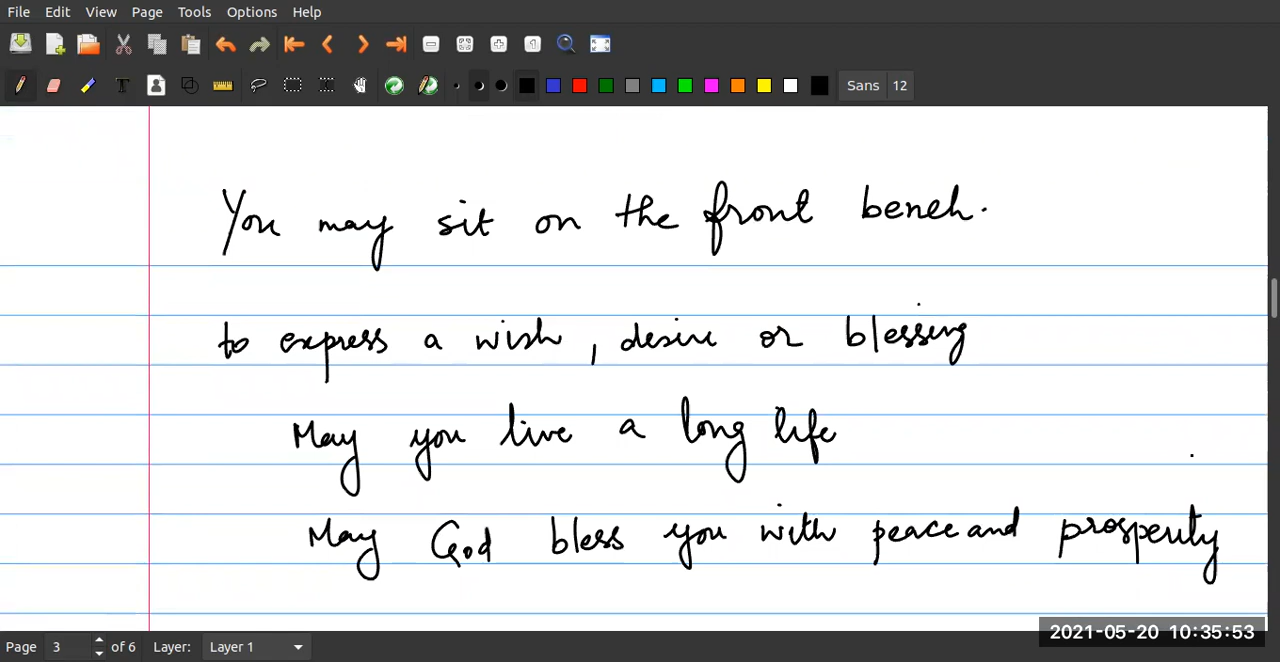 File Edit View Page Tools Options Help
Sans 12
You may sit on the front bench.
to express a wish, desire or blessing
May you live a long life
May God bless you with peace and prosperity
2021-05-20 10:35:53
Page 3 of 6 Layer: Layer 1